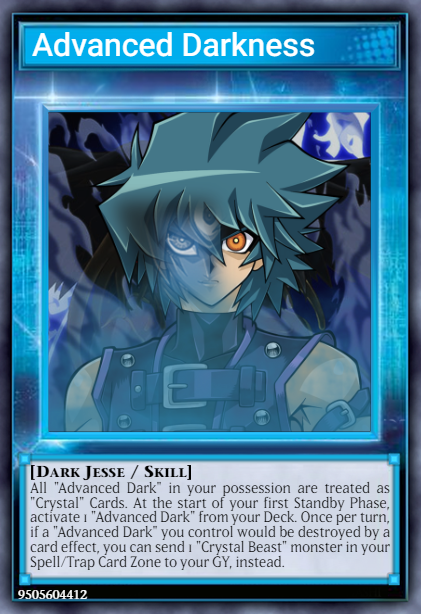 Advanced Darkness
[Dark Jesse / Skill]
All "Advanced Dark" in your possession are treated as
"Crystal" Cards. At the start of your first Standby Phase,
activate 1 "Advanced Dark" from your Deck. Once per turn,
if a "Advanced Dark" you control would be destroyed by a
card effect, you can send 1 "Crystal Beast" monster in your
Spell/Trap Card Zone to your GY, instead.
9505604412